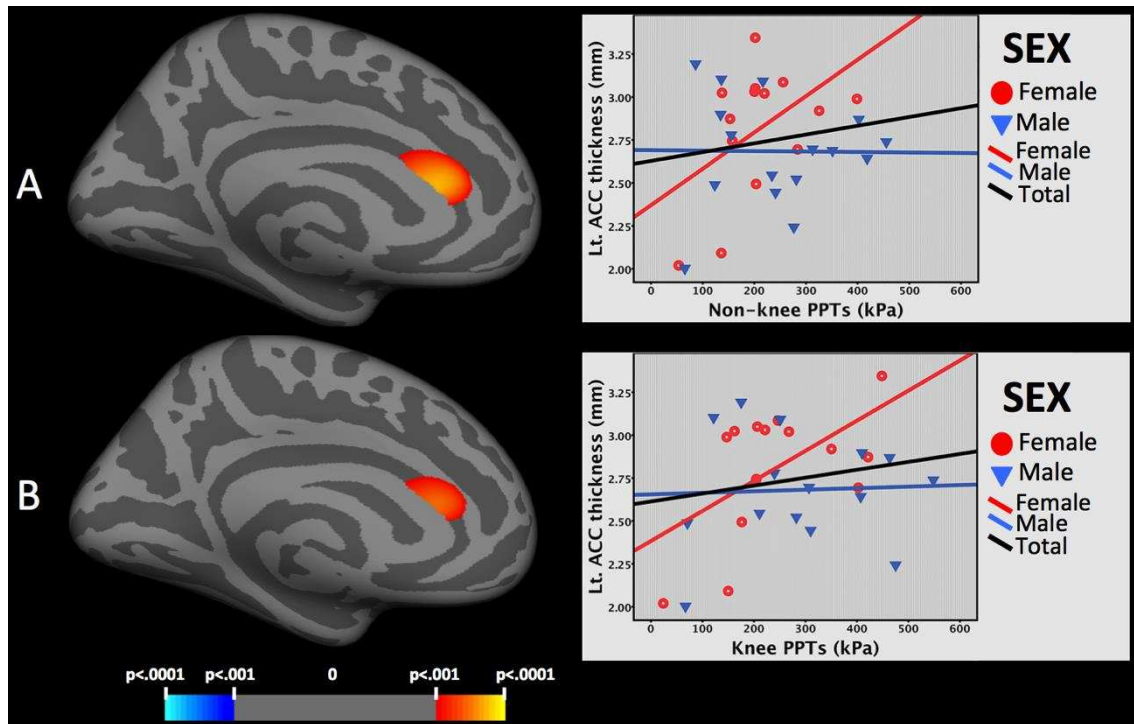 A
Lt. ACC thickness (mm)
3.25
3.00
2.75
2.50
2.25
2.00
0 100 200 300 400 500 600
Non-knee PPTs (kPa)
SEX
Female
Male
Female
Male
Total
B
Lt. ACC thickness (mm)
3.25
3.00
2.75
2.50
2.25
2.00
0 100 200 300 400 500 600
Knee PPTs (kPa)
SEX
Female
Male
Female
Male
Total
p<.0001 p<.001 0 p<.001 p<.0001